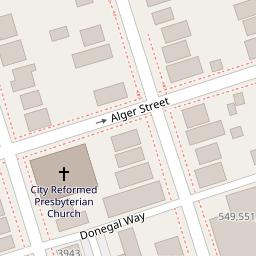 Alger Street
City Reformed
Presbyterian
Church
Donegal Way
549,551
3943